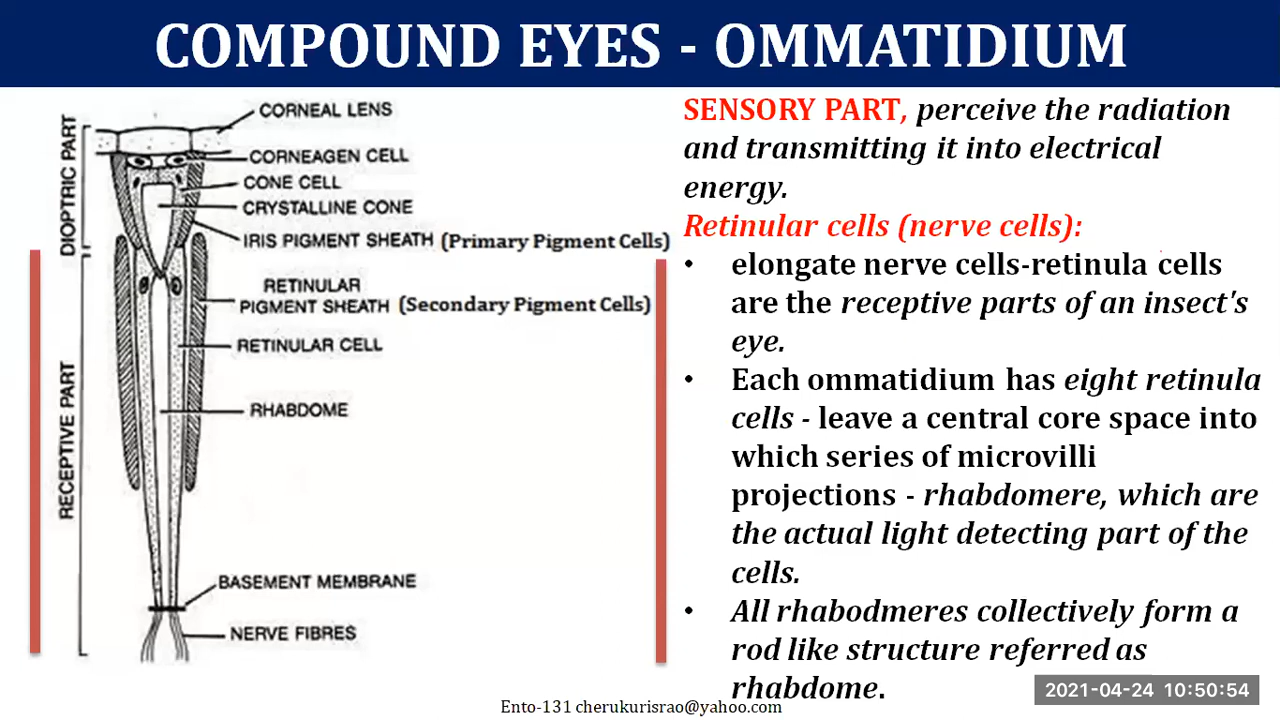 COMPOUND EYES - OMMATIDIUM
DIOPTRIC PART
RECEPTIVE PART
CORNEAL LENS
CORNEAGEN CELL
CONE CELL
CRYSTALLINE CONE
IRIS PIGMENT SHEATH (Primary Pigment Cells)
RETINULAR
PIGMENT SHEATH (Secondary Pigment Cells)
RETINULAR CELL
RHABDOME
BASEMENT MEMBRANE
NERVE FIBRES
SENSORY PART, perceive the radiation
and transmitting it into electrical
energy.
Retinular cells (nerve cells):
• elongate nerve cells-retinula cells
are the receptive parts of an insect's
eye.
• Each ommatidium has eight retinula
cells - leave a central core space into
which series of microvilli
projections - rhabdomere, which are
the actual light detecting part of the
cells.
• All rhabodmeres collectively form a
rod like structure referred as
rhabdome.
2021-04-24 10:50:54
Ento-131 cherukurisrao@yahoo.com